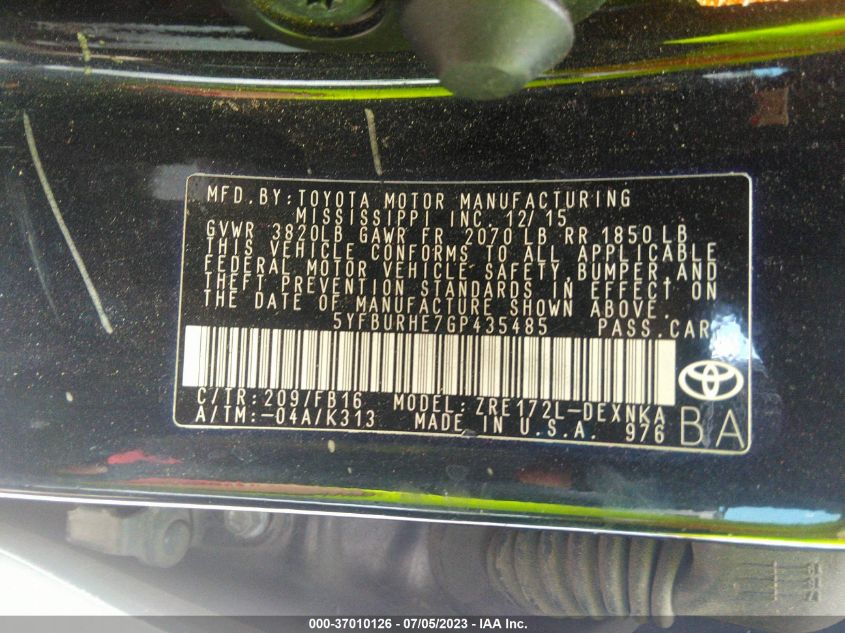 MFD. BY: TOYOTA MOTOR MANUFACTURING
MISSISSIPPI INC. 12/15
GVWR 3820LB GAWR FR 2070 LB RR 1850 LB
THIS VEHICLE CONFORMS TO ALL APPLICABLE
FEDERAL MOTOR VEHICLE SAFETY, BUMPER, AND
THEFT PREVENTION STANDARDS IN EFFECT ON
THE DATE OF MANUFACTURE SHOWN ABOVE.
5YFBURHE7GP435485 PASS. CAR
C/TR: 209/FB16 MODEL: ZRE172L-DEXNKA
A/TM: -04A/K313 MADE IN U.S.A. 976 BA
000-37010126 / 07/05/2023 - IAA Inc.